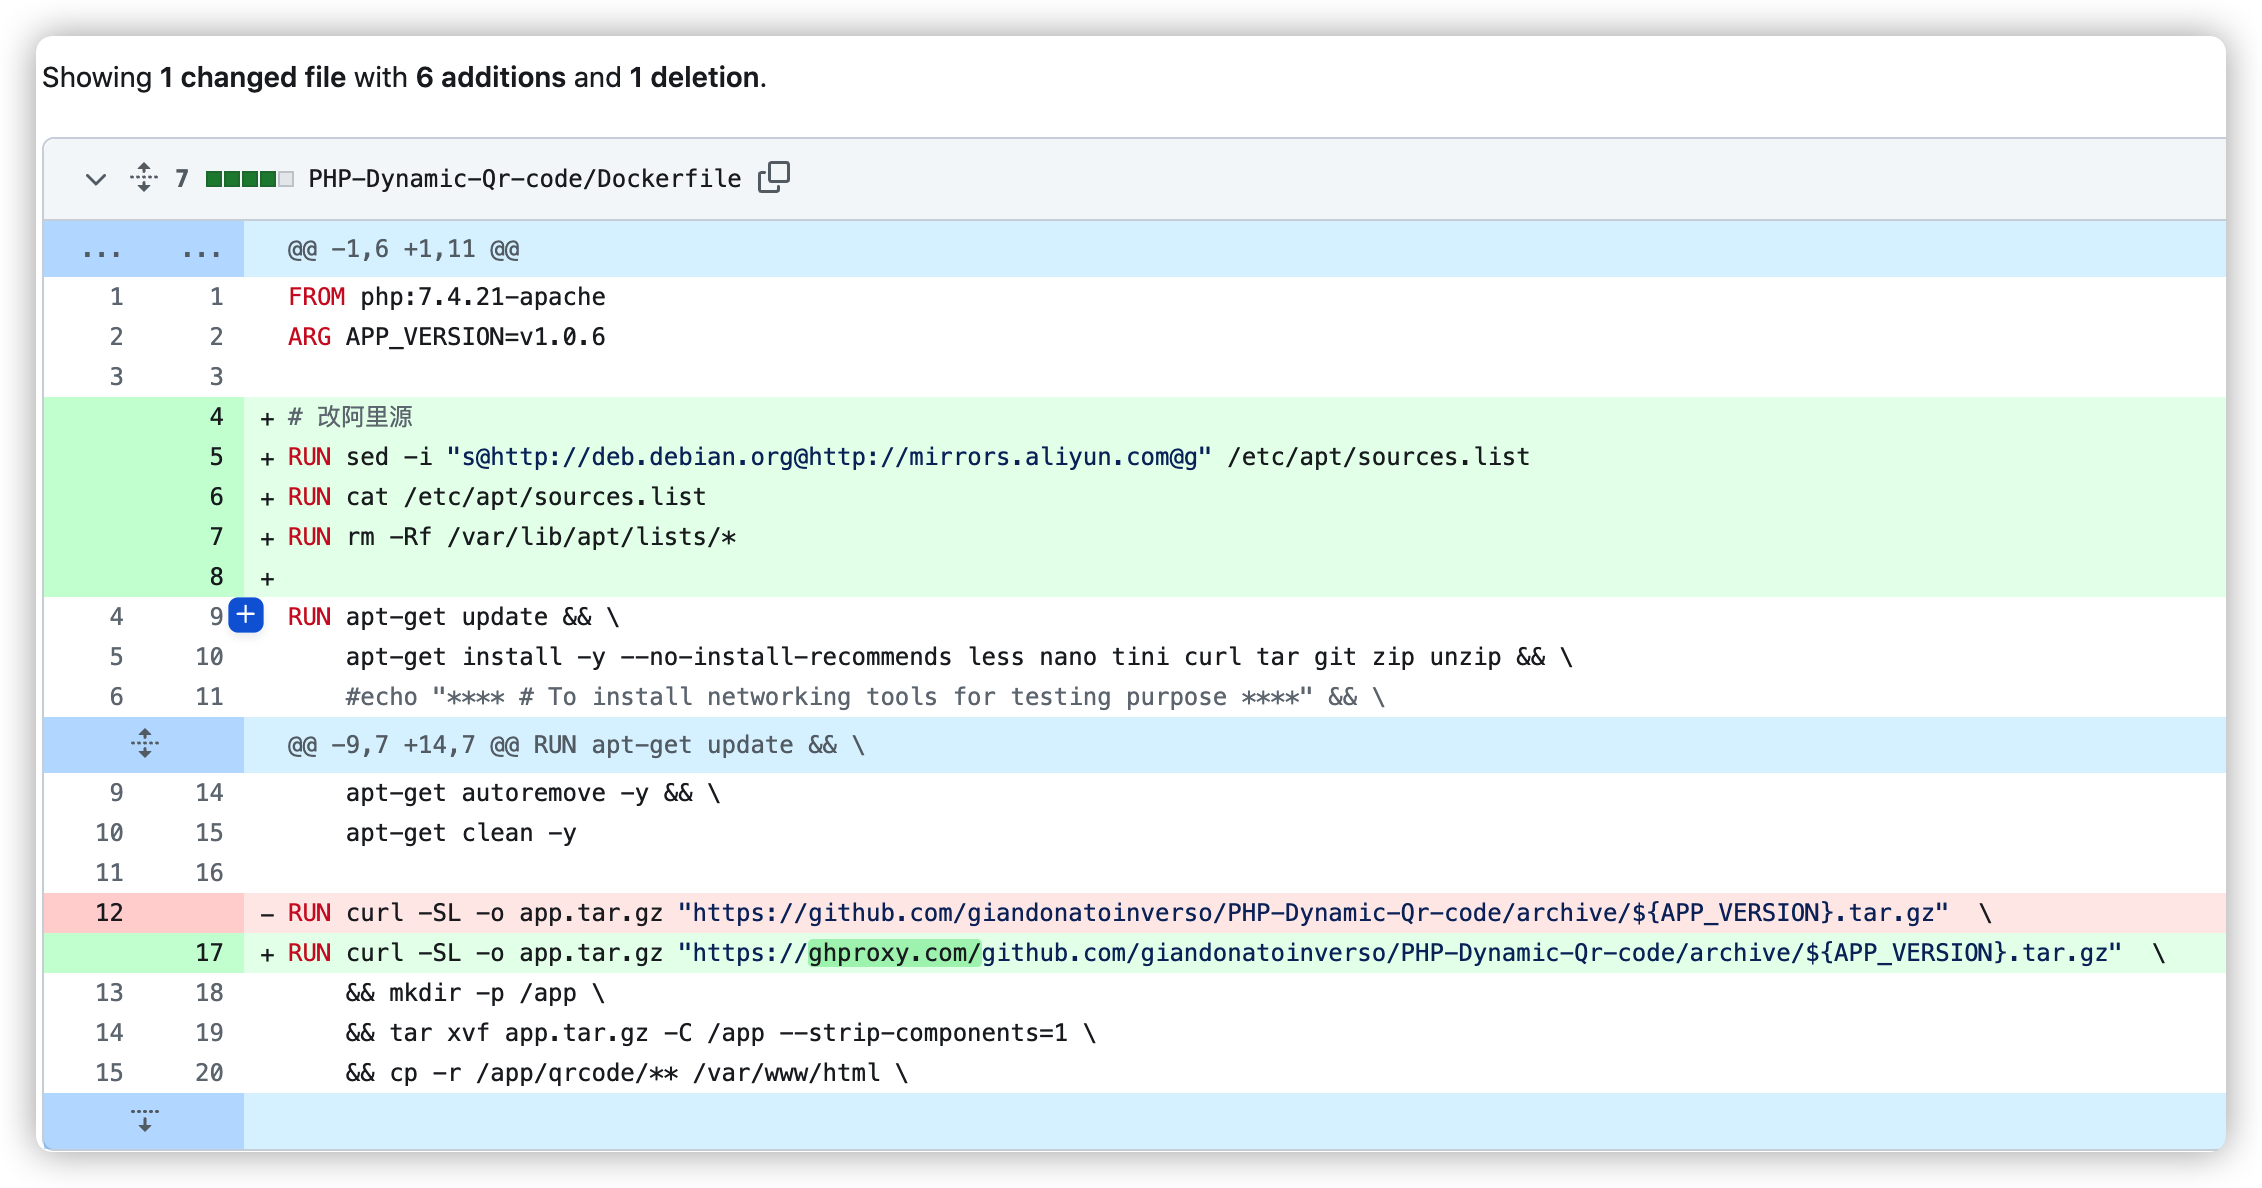 Showing 1 changed file with 6 additions and 1 deletion.
7 PHP-Dynamic-Qr-code/Dockerfile
... ... @@ -1,6 +1,11 @@
1 1 FROM php:7.4.21-apache
2 2 ARG APP_VERSION=v1.0.6
3 3
4 + # 改阿里源
5 + RUN sed -i "s@http://deb.debian.org@http://mirrors.aliyun.com@g" /etc/apt/sources.list
6 + RUN cat /etc/apt/sources.list
7 + RUN rm -Rf /var/lib/apt/lists/*
8 +
4 9 + RUN apt-get update && \
5 10 apt-get install -y --no-install-recommends less nano tini curl tar git zip unzip && \
6 11 #echo "**** # To install networking tools for testing purpose ****" && \
@@ -9,7 +14,7 @@ RUN apt-get update && \
9 14 apt-get autoremove -y && \
10 15 apt-get clean -y
11 16
12 - RUN curl -SL -o app.tar.gz "https://github.com/giandonatoinverso/PHP-Dynamic-Qr-code/archive/${APP_VERSION}.tar.gz" \
17 + RUN curl -SL -o app.tar.gz "https://ghproxy.com/github.com/giandonatoinverso/PHP-Dynamic-Qr-code/archive/${APP_VERSION}.tar.gz" \
13 18 && mkdir -p /app \
14 19 && tar xvf app.tar.gz -C /app --strip-components=1 \
15 20 && cp -r /app/qrcode/** /var/www/html \